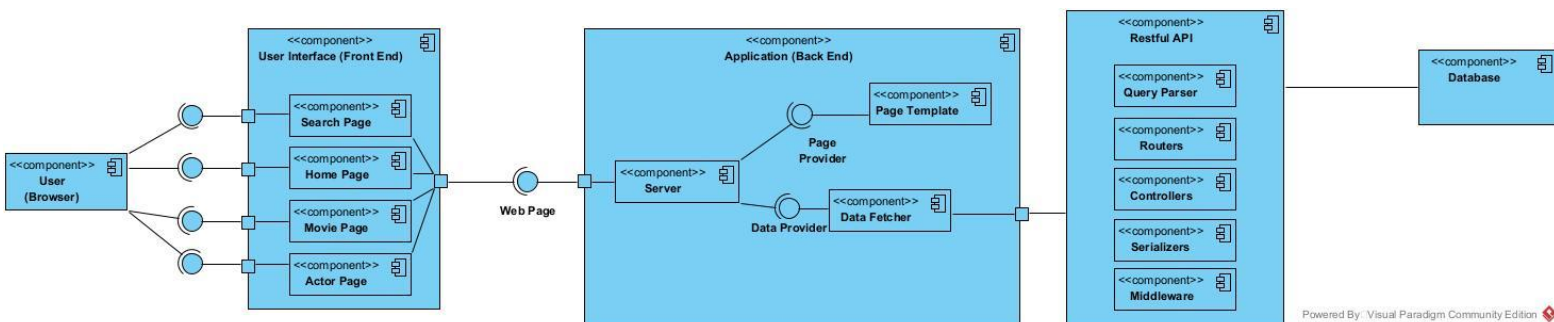 <<component>>
User
(Browser)
<<component>>
User Interface (Front End)
<<component>>
Search Page
<<component>>
Home Page
<<component>>
Movie Page
<<component>>
Actor Page
Web Page
<<component>>
Application (Back End)
<<component>>
Server
<<component>>
Page Template
Page
Provider
<<component>>
Data Fetcher
Data Provider
<<component>>
Restful API
<<component>>
Query Parser
<<component>>
Routers
<<component>>
Controllers
<<component>>
Serializers
<<component>>
Middleware
<<component>>
Database
Powered By: Visual Paradigm Community Edition